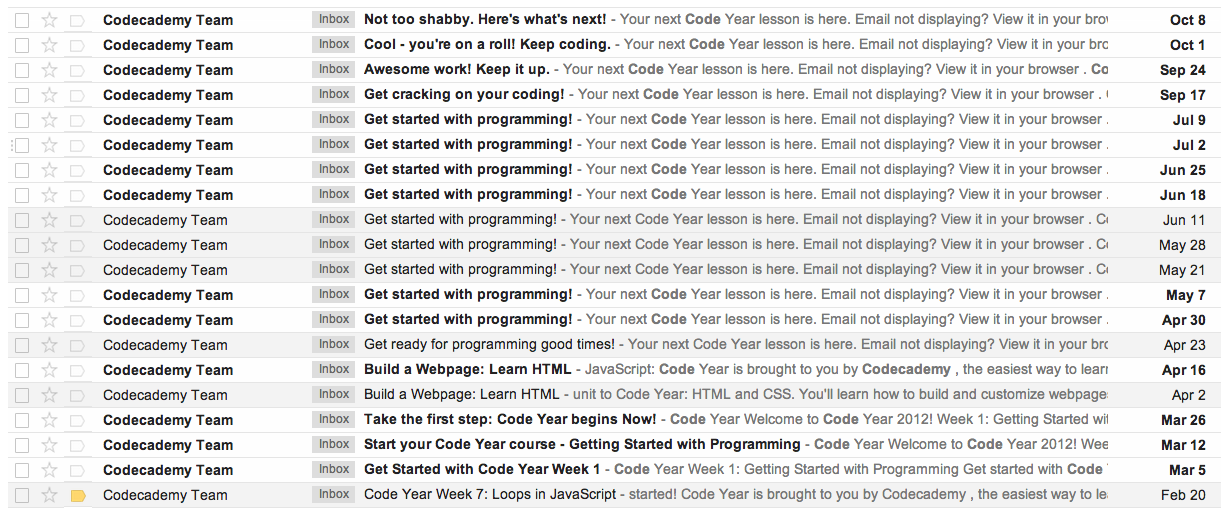 Codecademy Team Inbox Not too shabby. Here's what's next! - Your next Code Year lesson is here. Email not displaying? View it in your brow Oct 8
Codecademy Team Inbox Cool - you're on a roll! Keep coding. - Your next Code Year lesson is here. Email not displaying? View it in your bro Oct 1
Codecademy Team Inbox Awesome work! Keep it up. - Your next Code Year lesson is here. Email not displaying? View it in your browser . Co Sep 24
Codecademy Team Inbox Get cracking on your coding! - Your next Code Year lesson is here. Email not displaying? View it in your browser . C Sep 17
Codecademy Team Inbox Get started with programming! - Your next Code Year lesson is here. Email not displaying? View it in your browser . Jul 9
Codecademy Team Inbox Get started with programming! - Your next Code Year lesson is here. Email not displaying? View it in your browser . Jul 2
Codecademy Team Inbox Get started with programming! - Your next Code Year lesson is here. Email not displaying? View it in your browser . Jun 25
Codecademy Team Inbox Get started with programming! - Your next Code Year lesson is here. Email not displaying? View it in your browser . Jun 18
Codecademy Team Inbox Get started with programming! - Your next Code Year lesson is here. Email not displaying? View it in your browser . C Jun 11
Codecademy Team Inbox Get started with programming! - Your next Code Year lesson is here. Email not displaying? View it in your browser . C May 28
Codecademy Team Inbox Get started with programming! - Your next Code Year lesson is here. Email not displaying? View it in your browser . C May 21
Codecademy Team Inbox Get started with programming! - Your next Code Year lesson is here. Email not displaying? View it in your browser . May 7
Codecademy Team Inbox Get started with programming! - Your next Code Year lesson is here. Email not displaying? View it in your browser . Apr 30
Codecademy Team Inbox Get ready for programming good times! - Your next Code Year lesson is here. Email not displaying? View it in your br Apr 23
Codecademy Team Inbox Build a Webpage: Learn HTML - JavaScript: Code Year is brought to you by Codecademy , the easiest way to learn Apr 16
Codecademy Team Inbox Build a Webpage: Learn HTML - unit to Code Year: HTML and CSS. You'll learn how to build and customize webpages Apr 2
Codecademy Team Inbox Take the first step: Code Year begins Now! - Code Year Welcome to Code Year 2012! Week 1: Getting Started wit Mar 26
Codecademy Team Inbox Start your Code Year course - Getting Started with Programming - Code Year Welcome to Code Year 2012! Wee Mar 12
Codecademy Team Inbox Get Started with Code Year Week 1 - Code Year Week 1: Getting Started with Programming Get started with Code Mar 5
Codecademy Team Inbox Code Year Week 7: Loops in JavaScript - started! Code Year is brought to you by Codecademy , the easiest way to le Feb 20